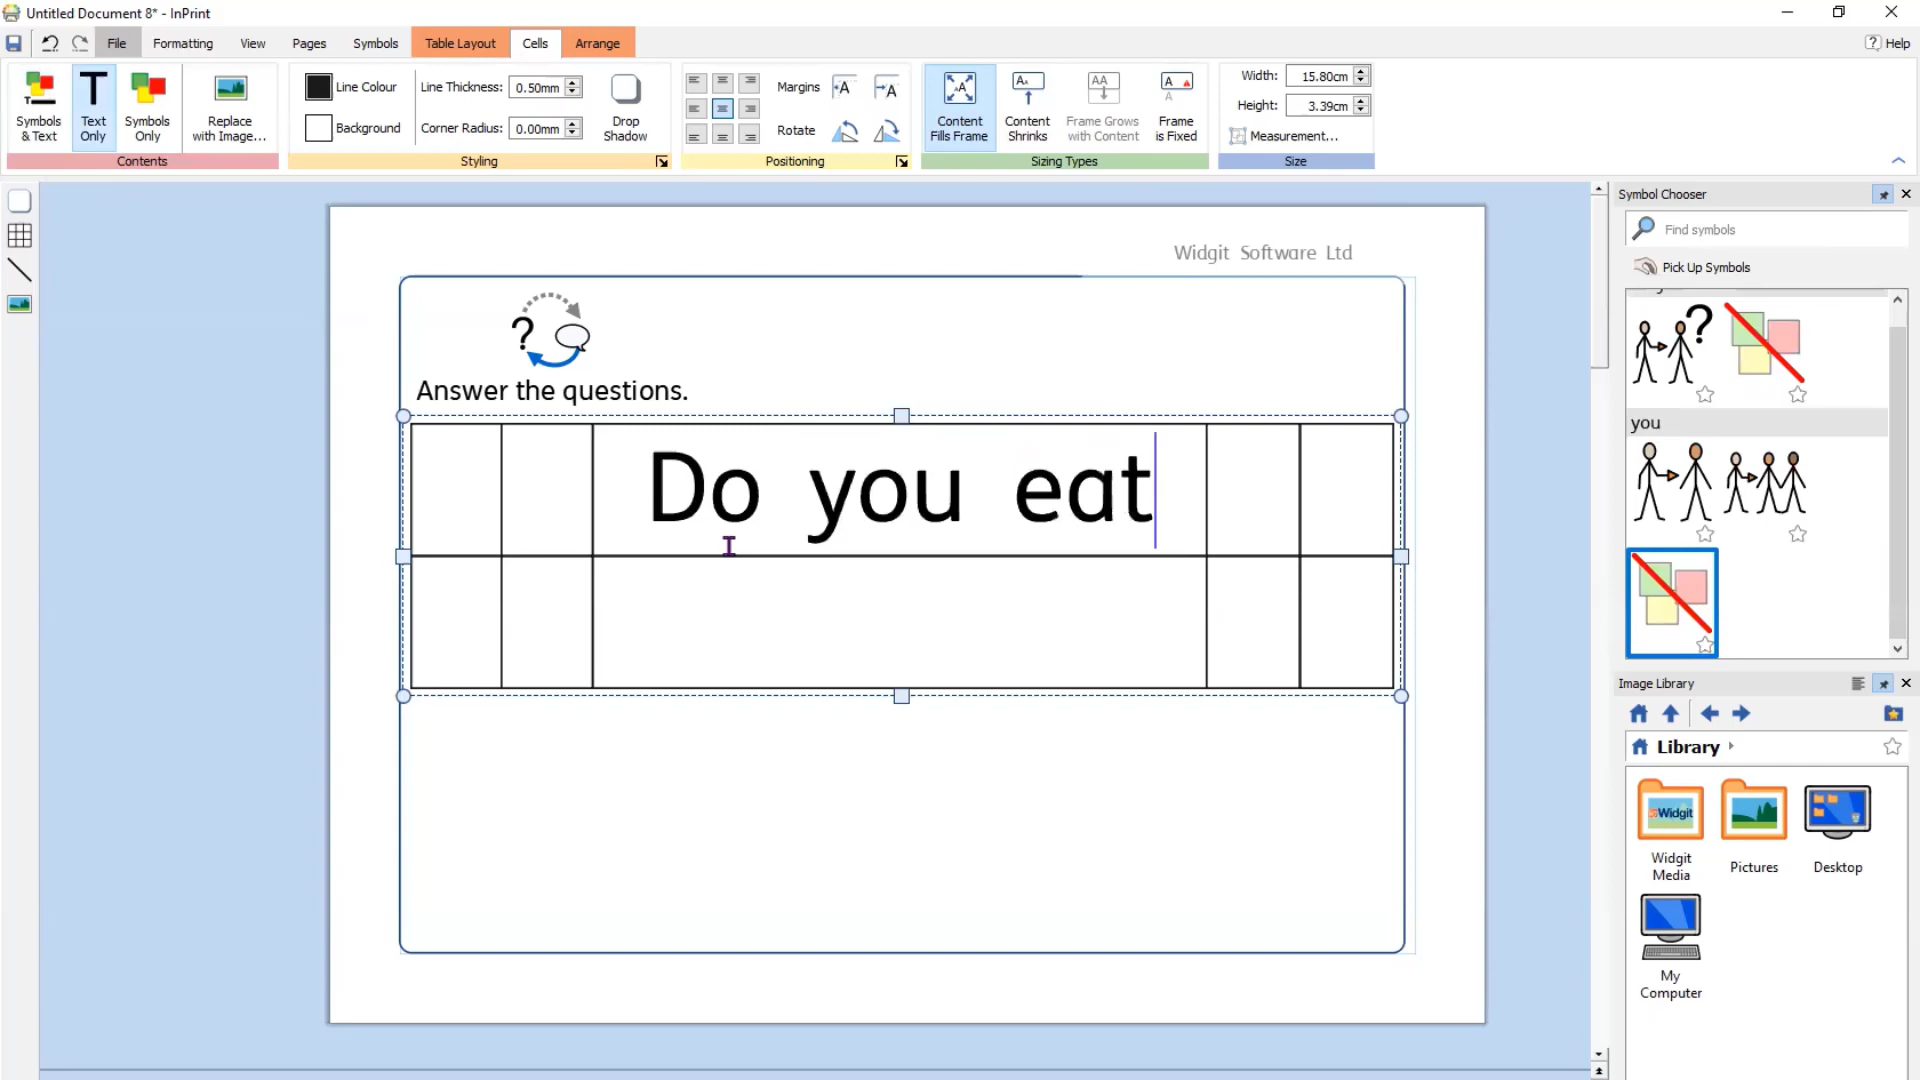 Untitled Document 8* - InPrint
File Formatting View Pages Symbols Table Layout Cells Arrange
? Help
Symbols & Text
Text Only
Symbols Only
Replace with Image...
Contents
Line Colour
Background
Line Thickness: 0.50mm
Corner Radius: 0.00mm
Drop Shadow
Styling
Margins
Rotate
Positioning
Content Fills Frame
Content Shrinks
Frame Grows with Content
Frame is Fixed
Sizing Types
Width: 15.80cm
Height: 3.39cm
Measurement...
Size
Widgit Software Ltd
Answer the questions.
Do you eat
Symbol Chooser
Find symbols
Pick Up Symbols
you
Image Library
Library
Widgit
Widgit Media
Pictures
Desktop
My Computer